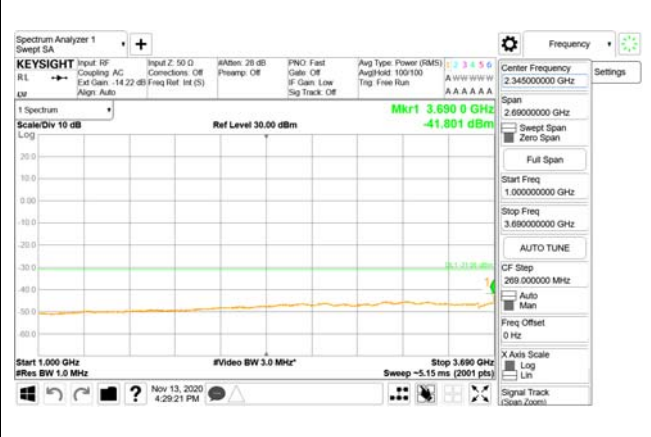 Spectrum Analyzer 1
Swept SA
Frequency
KEYSIGHT
RL
LM
Input: RF
Coupling: AC
Ext Gain: -14.22 dB
Align: Auto
Input Z: 50 Ω
Corrections: Off
Freq Ref: Int (S)
#Atten: 28 dB
Preamp: Off
PNO: Fast
Gate: Off
IF Gain: Low
Sig Track: Off
Avg Type: Power (RMS)
Avg|Hold: 100/100
Trig: Free Run
1 2 3 4 5 6
A W W W W W
A A A A A A
1 Spectrum
Scale/Div 10 dB
Log
Ref Level 30.00 dBm
Mkr1 3.690 0 GHz
-41.801 dBm
20.0
10.0
0.00
-10.0
-20.0
-30.0
-40.0
-50.0
-60.0
1
Start 1.000 GHz
#Res BW 1.0 MHz
#Video BW 3.0 MHz*
Stop 3.690 GHz
Sweep ~5.15 ms (2001 pts)
Nov 13, 2020
4:29:21 PM
Center Frequency
2.345000000 GHz
Settings
Span
2.69000000 GHz
Swept Span
Zero Span
Full Span
Start Freq
1.000000000 GHz
Stop Freq
3.690000000 GHz
AUTO TUNE
CF Step
269.000000 MHz
Auto
Man
Freq Offset
0 Hz
X Axis Scale
Log
Lin
Signal Track
(Span Zoom)